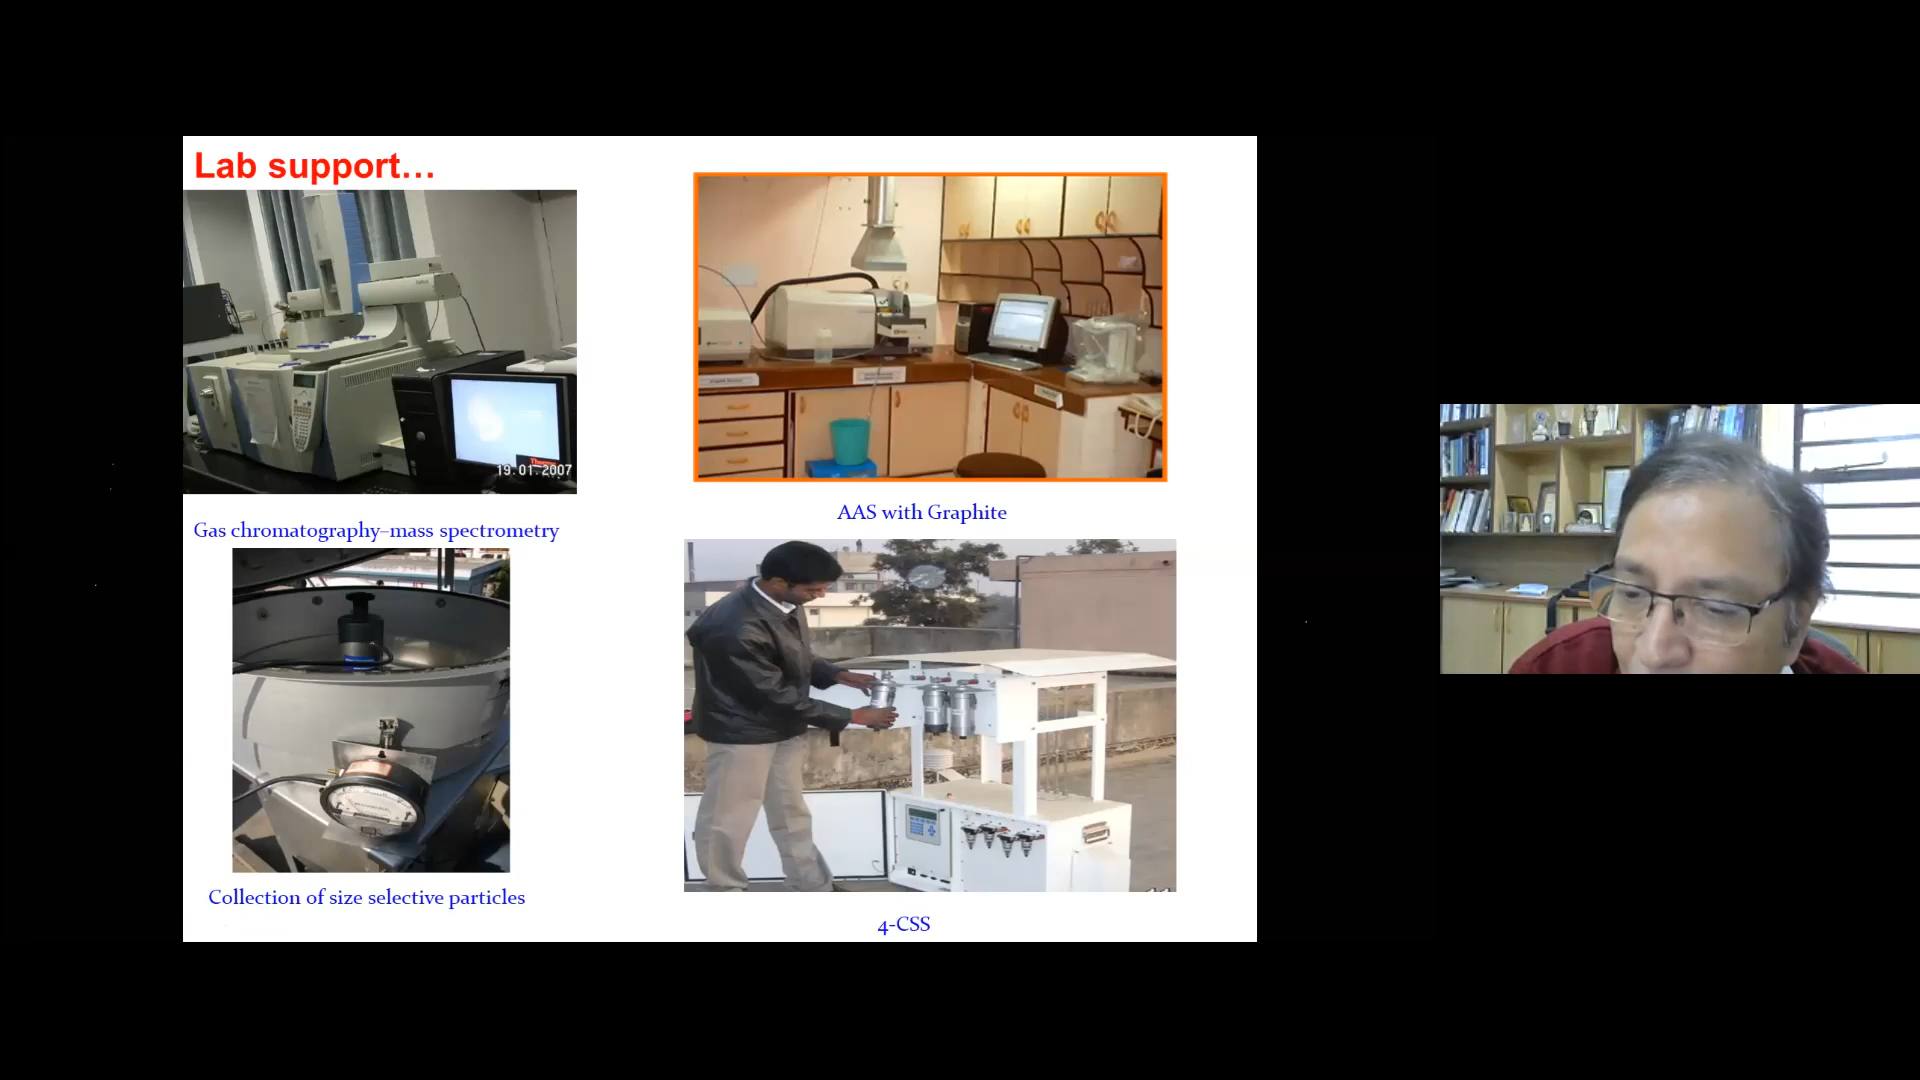 Lab support...
19.01.2007
Gas chromatography–mass spectrometry
AAS with Graphite
Collection of size selective particles
4-CSS